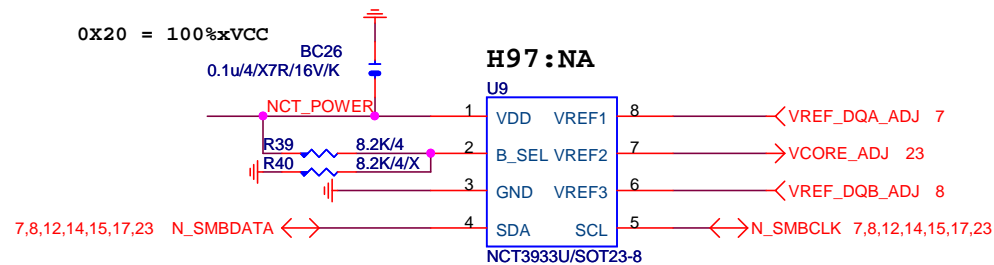 0X20 = 100%xVCC
BC26
0.1u/4/X7R/16V/K
H97:NA
U9
NCT_POWER
1 VDD VREF1 8 VREF_DQA_ADJ 7
R39 8.2K/4
2 B_SEL VREF2 7 VCORE_ADJ 23
R40 8.2K/4/X
3 GND VREF3 6 VREF_DQB_ADJ 8
7,8,12,14,15,17,23 N_SMBDATA 4 SDA SCL 5 N_SMBCLK 7,8,12,14,15,17,23
NCT3933U/SOT23-8